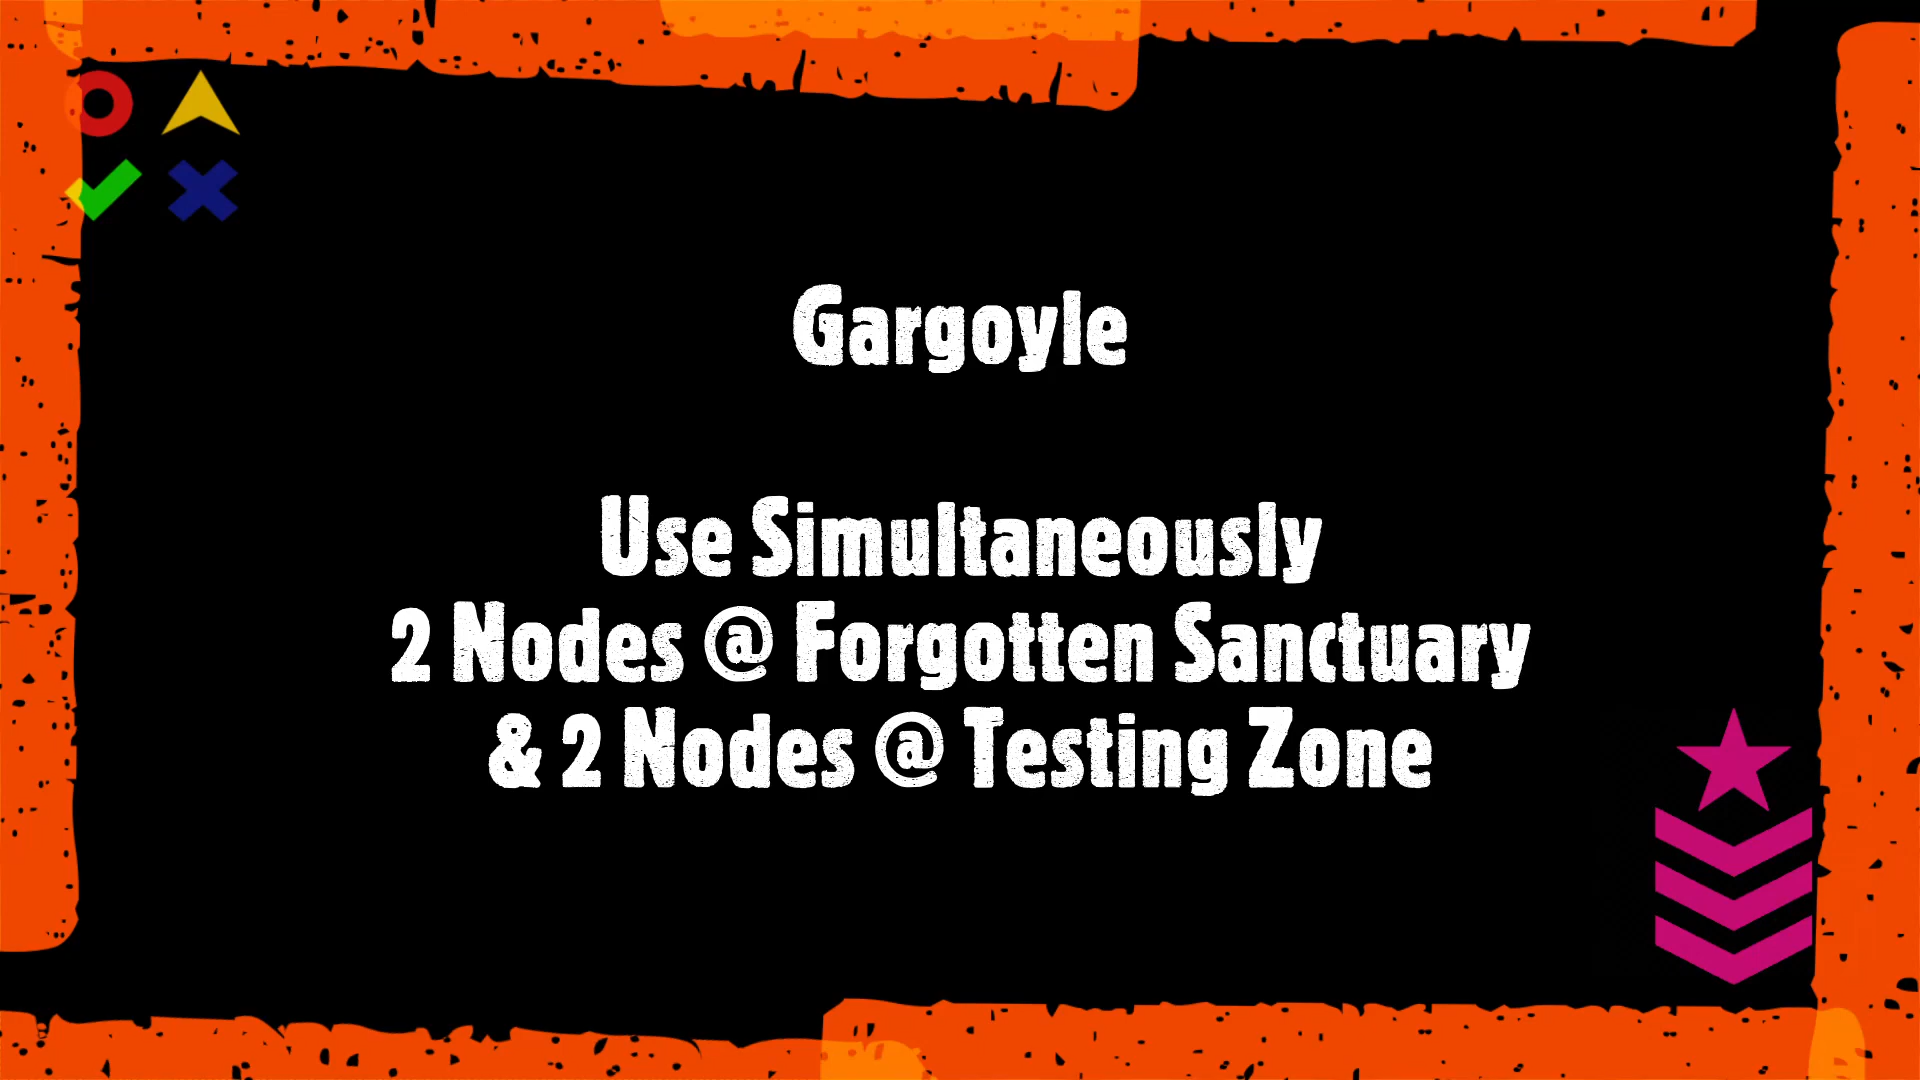 Gargoyle
Use Simultaneously
2 Nodes @ Forgotten Sanctuary
& 2 Nodes @ Testing Zone